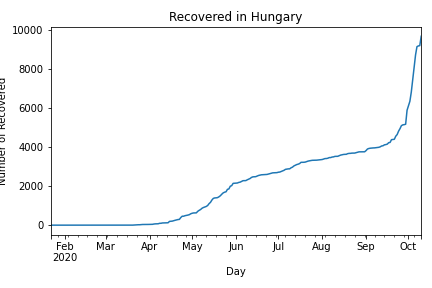 Recovered in Hungary
Number of Recovered
10000
8000
6000
4000
2000
0
Feb Mar Apr May Jun Jul Aug Sep Oct
2020
Day